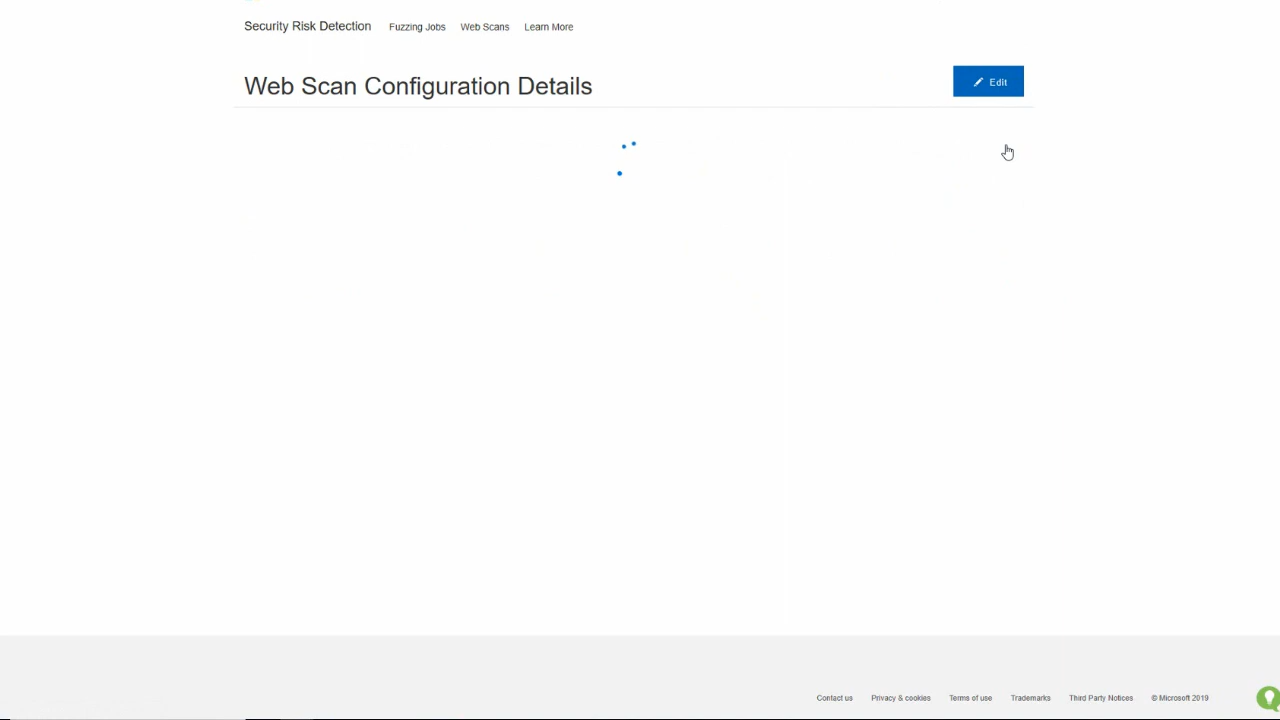 Security Risk Detection Fuzzing Jobs Web Scans Learn More
Web Scan Configuration Details
Edit
Contact us Privacy & cookies Terms of use Trademarks Third Party Notices © Microsoft 2019